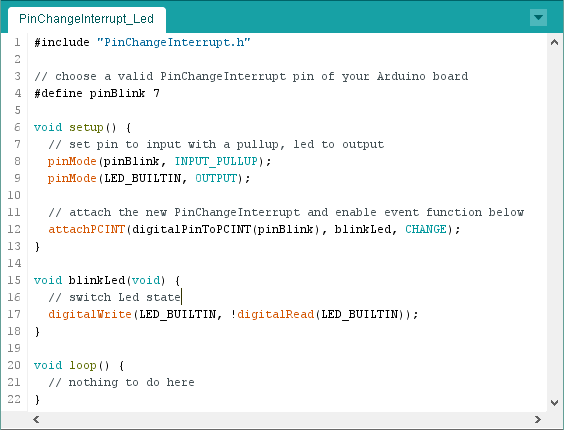 PinChangeInterrupt_Led
1 #include "PinChangeInterrupt.h"
2
3 // choose a valid PinChangeInterrupt pin of your Arduino board
4 #define pinBlink 7
5
6 void setup() {
7   // set pin to input with a pullup, led to output
8   pinMode(pinBlink, INPUT_PULLUP);
9   pinMode(LED_BUILTIN, OUTPUT);
10
11   // attach the new PinChangeInterrupt and enable event function below
12   attachPCINT(digitalPinToPCINT(pinBlink), blinkLed, CHANGE);
13 }
14
15 void blinkLed(void) {
16   // switch Led state
17   digitalWrite(LED_BUILTIN, !digitalRead(LED_BUILTIN));
18 }
19
20 void loop() {
21   // nothing to do here
22 }